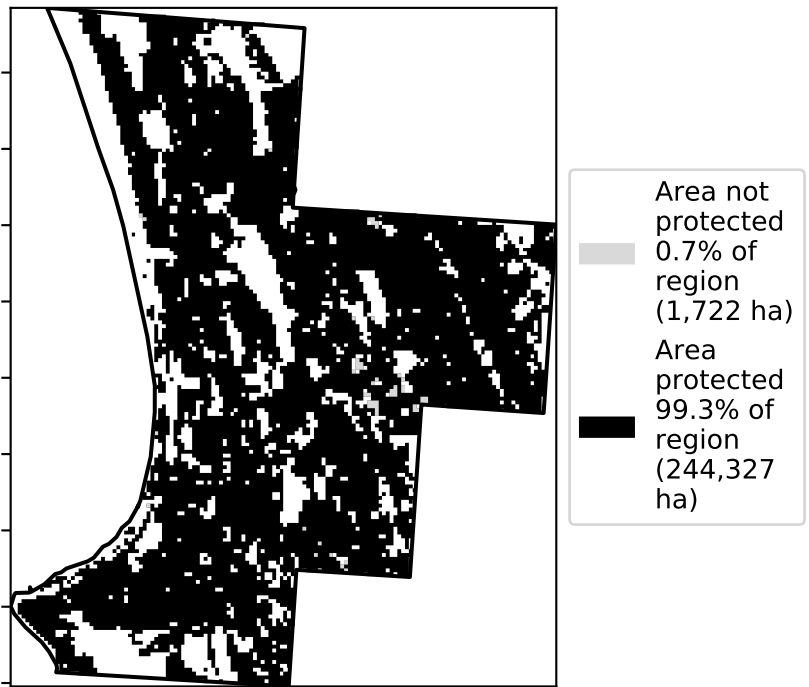 Area not
protected
0.7% of
region
(1,722 ha)
Area
protected
99.3% of
region
(244,327
ha)